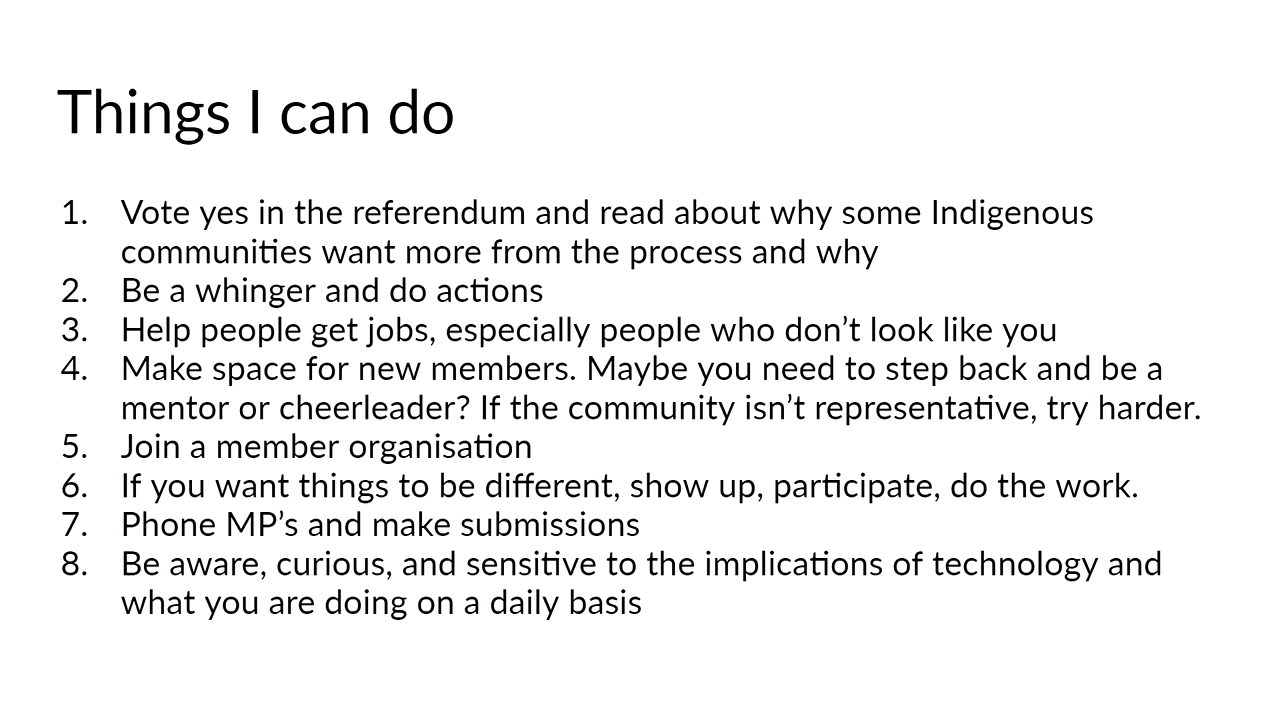 Things I can do
1. Vote yes in the referendum and read about why some Indigenous
communities want more from the process and why
2. Be a whinger and do actions
3. Help people get jobs, especially people who don’t look like you
4. Make space for new members. Maybe you need to step back and be a
mentor or cheerleader? If the community isn’t representative, try harder.
5. Join a member organisation
6. If you want things to be different, show up, participate, do the work.
7. Phone MP’s and make submissions
8. Be aware, curious, and sensitive to the implications of technology and
what you are doing on a daily basis